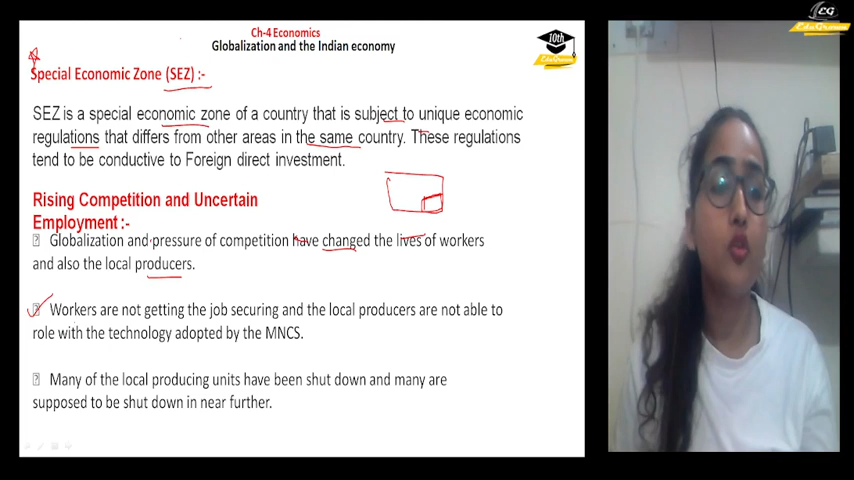 Ch-4 Economics
Globalization and the Indian economy
10th
EduGrown
CG
EduGrown
Special Economic Zone (SEZ) :-
SEZ is a special economic zone of a country that is subject to unique economic
regulations that differs from other areas in the same country. These regulations
tend to be conductive to Foreign direct investment.
Rising Competition and Uncertain
Employment :-
Globalization and pressure of competition have changed the lives of workers
and also the local producers.
Workers are not getting the job securing and the local producers are not able to
role with the technology adopted by the MNCS.
Many of the local producing units have been shut down and many are
supposed to be shut down in near further.